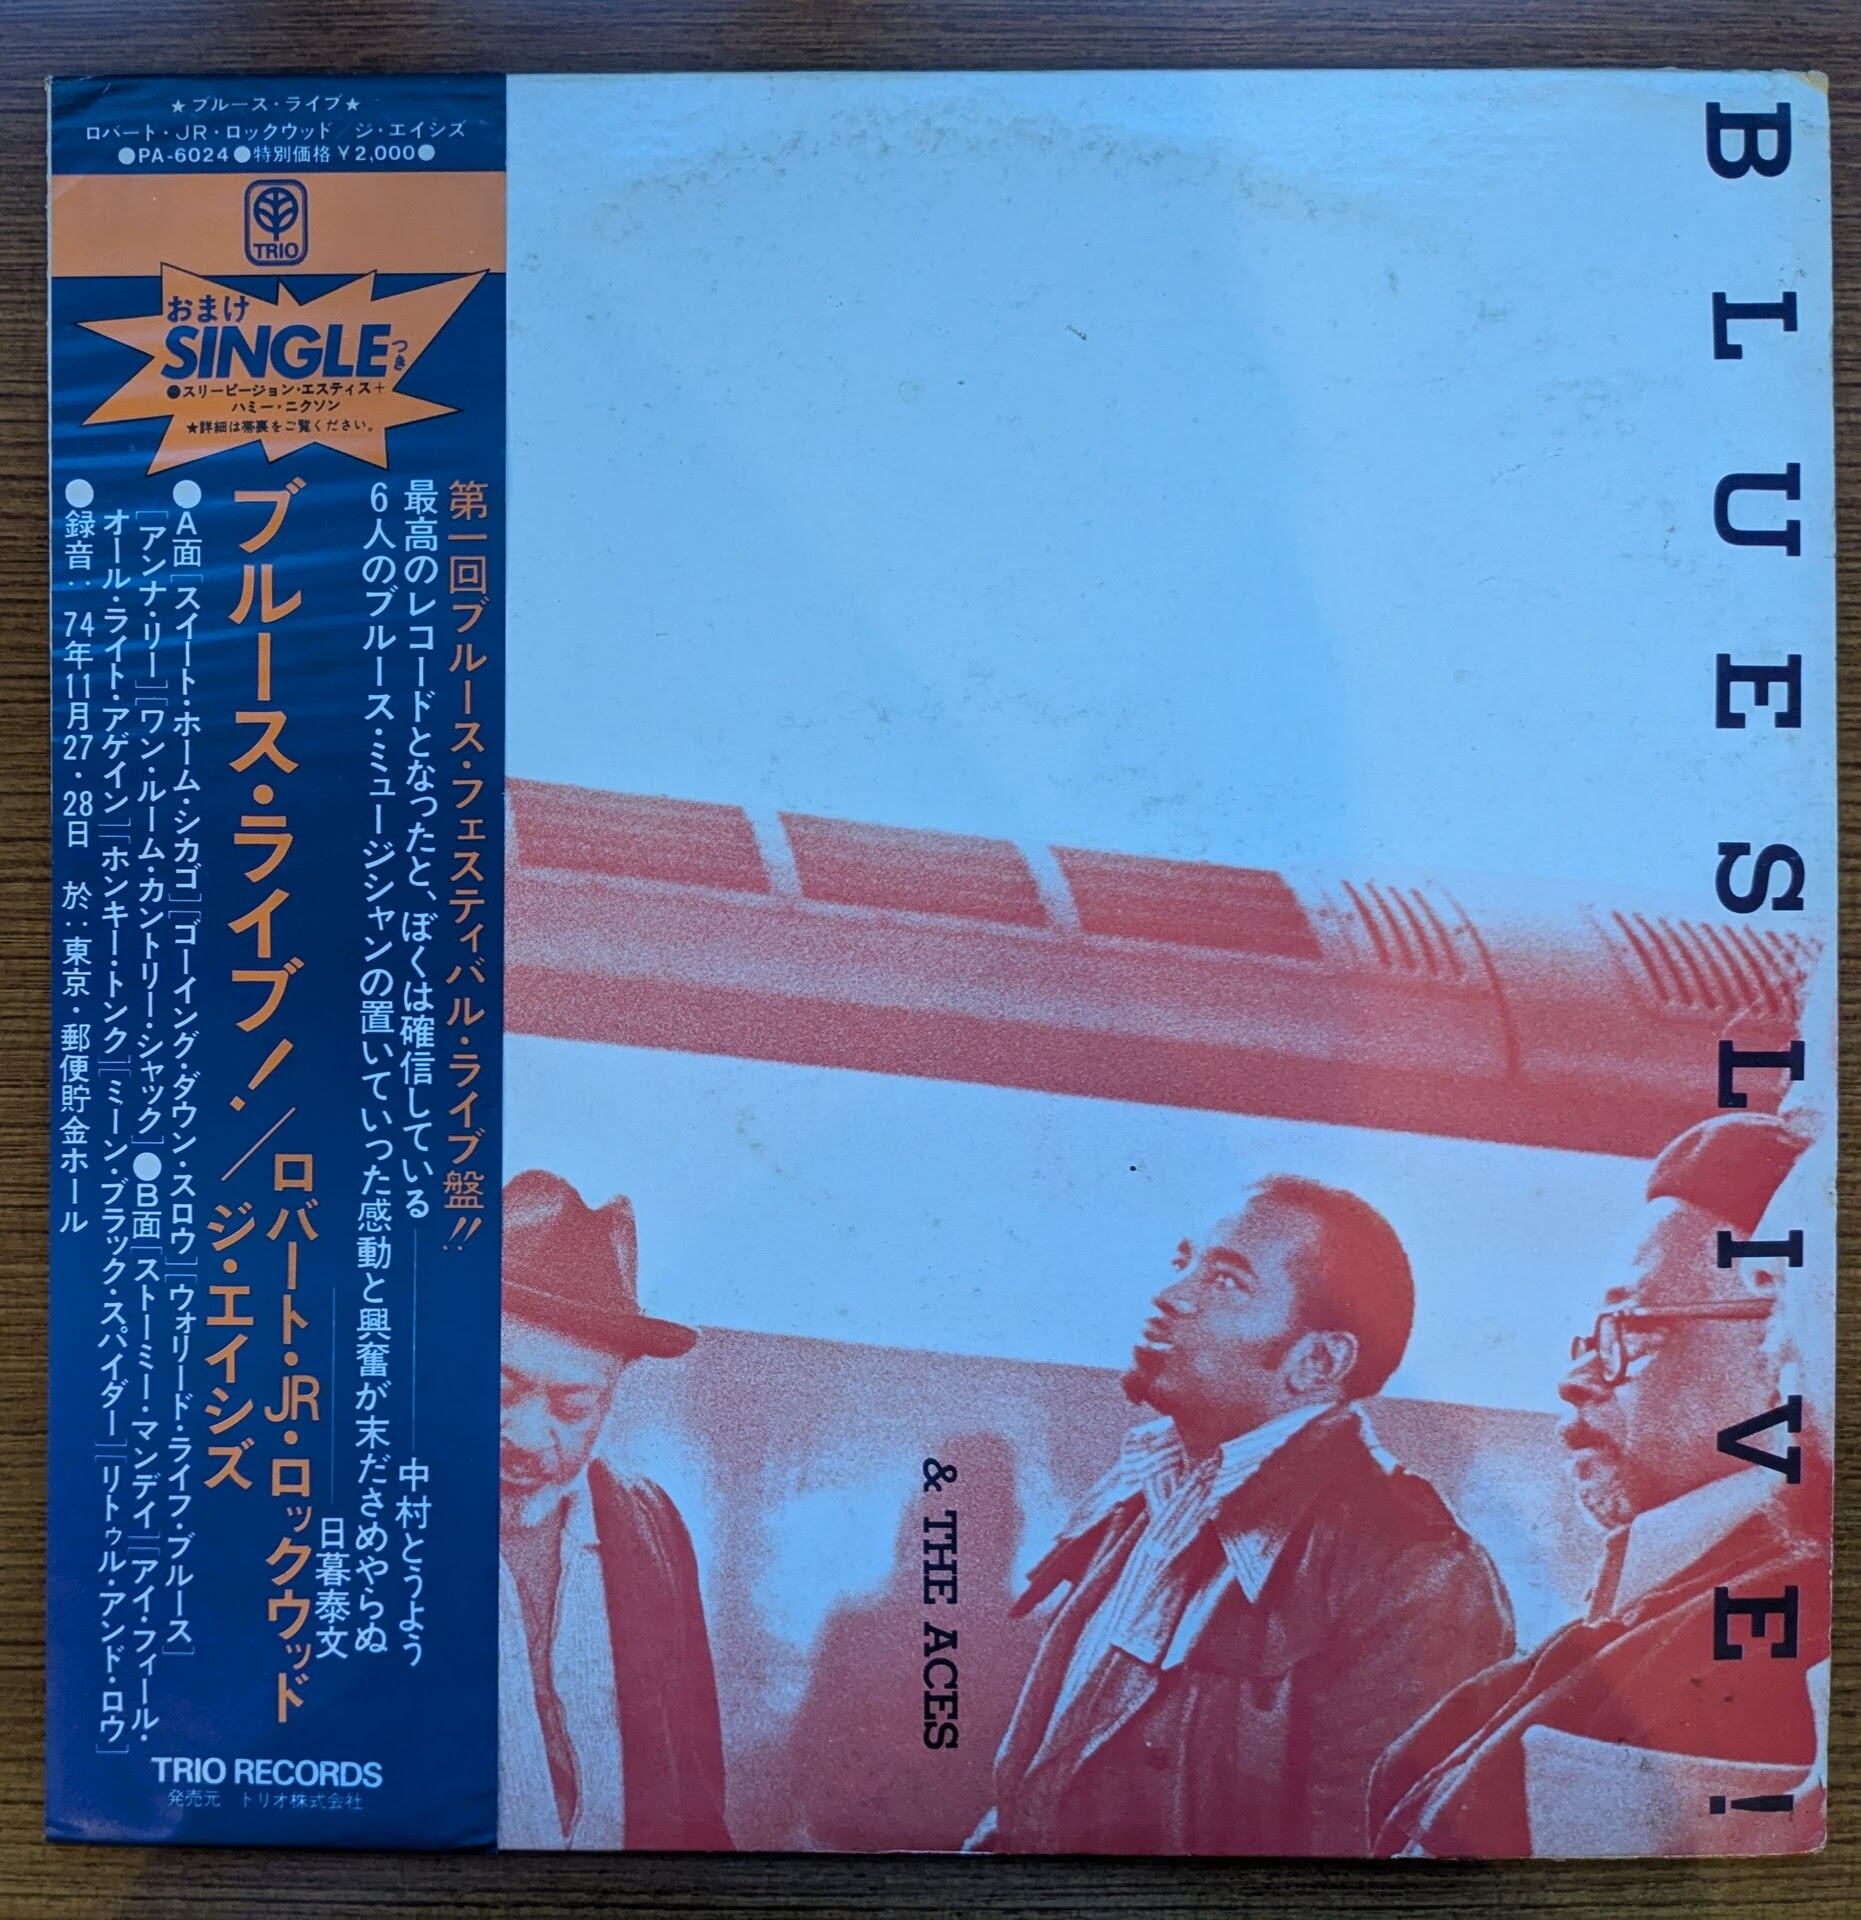 ★ブルース・ライブ★
ロバート・JR・ロックウッド／ジ・エイシズ
●PA-6024●特別価格￥2,000●
TRIO
おまけ
SINGLEつき
●スリーピージョン・エスティス＋
ハミー・ニクソン
★詳細は帯裏をご覧ください。
第一回ブルース・フェスティバル・ライブ盤!!
最高のレコードとなったと、ぼくは確信している――中村とうよう
6人のブルース・ミュージシャンの置いていった感動と興奮が末ださめやらぬ
――日暮泰文
ブルース・ライブ!／ロバート・JR・ロックウッド
ジ・エイシズ
●A面[スイート・ホーム・シカゴ][ゴーイング・ダウン・スロウ][ウォリード・ライフ・ブルース]
[アンナ・リー][ワン・ルーム・カントリー・シャック]●B面[ストーミー・マンデイ][アイ・フィール・
オール・ライト・アゲイン][ホンキー・トンク][ミーン・ブラック・スパイダー][リトゥル・アンド・ロウ]
●録音：74年11月27・28日 於：東京・郵便貯金ホール
TRIO RECORDS
発売元 トリオ株式会社
BLUES LIVE!
& THE ACES